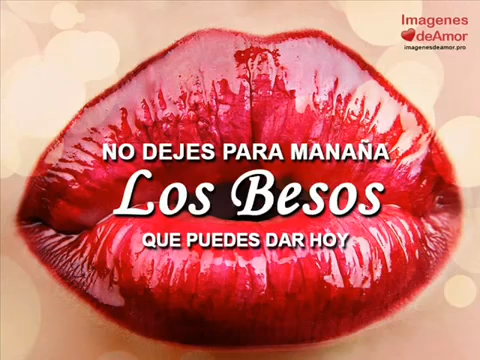 Imagenes
deAmor
imagenesdeamor.pro
NO DEJES PARA MANAÑA
Los Besos
QUE PUEDES DAR HOY